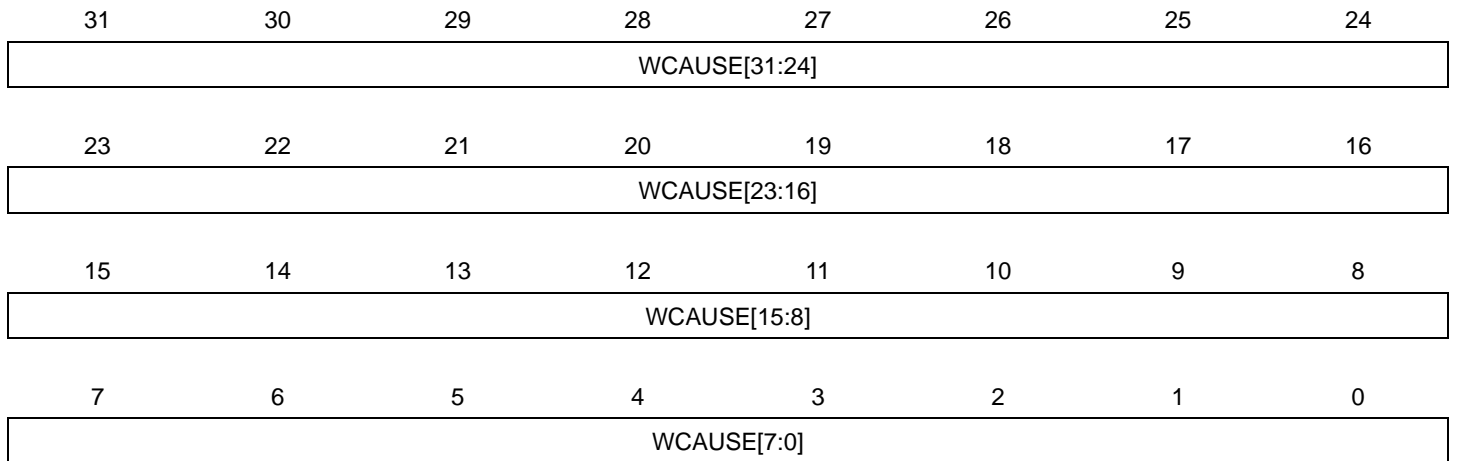 31 30 29 28 27 26 25 24
WCAUSE[31:24]
23 22 21 20 19 18 17 16
WCAUSE[23:16]
15 14 13 12 11 10 9 8
WCAUSE[15:8]
7 6 5 4 3 2 1 0
WCAUSE[7:0]